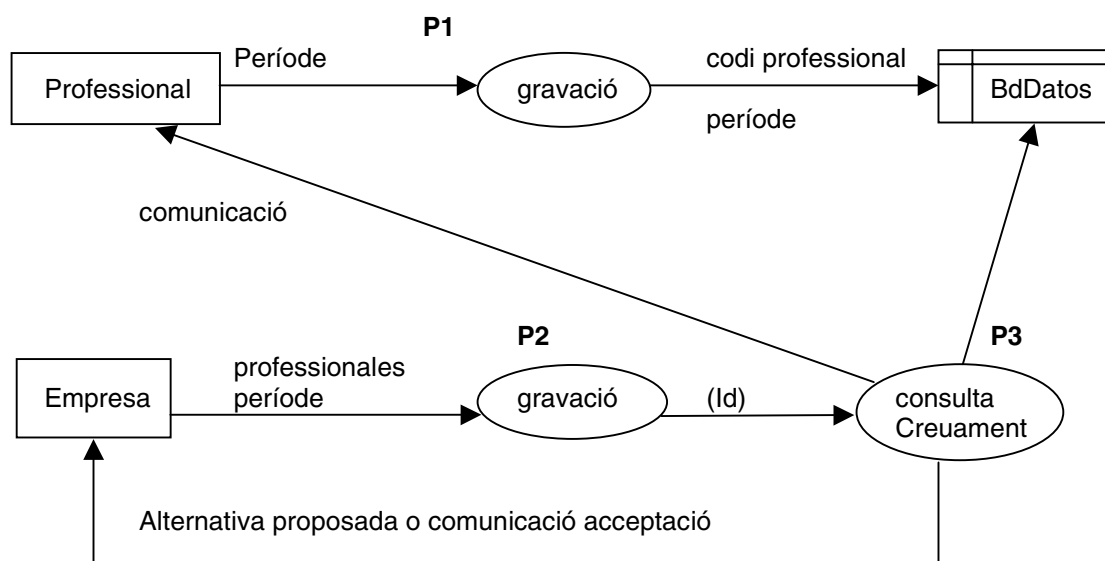 P1
Període
codi professional
Professional
gravació
BdDatos
període
comunicació
P2
P3
professionales
període
Empresa
gravació
(Id)
consulta
Creuament
Alternativa proposada o comunicació acceptació